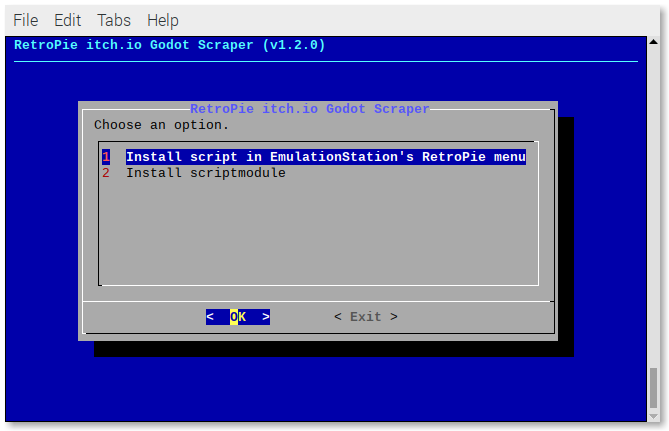 File Edit Tabs Help
RetroPie itch.io Godot Scraper (v1.2.0)
RetroPie itch.io Godot Scraper
Choose an option.
1 Install script in EmulationStation's RetroPie menu
2 Install scriptmodule
< OK > < Exit >